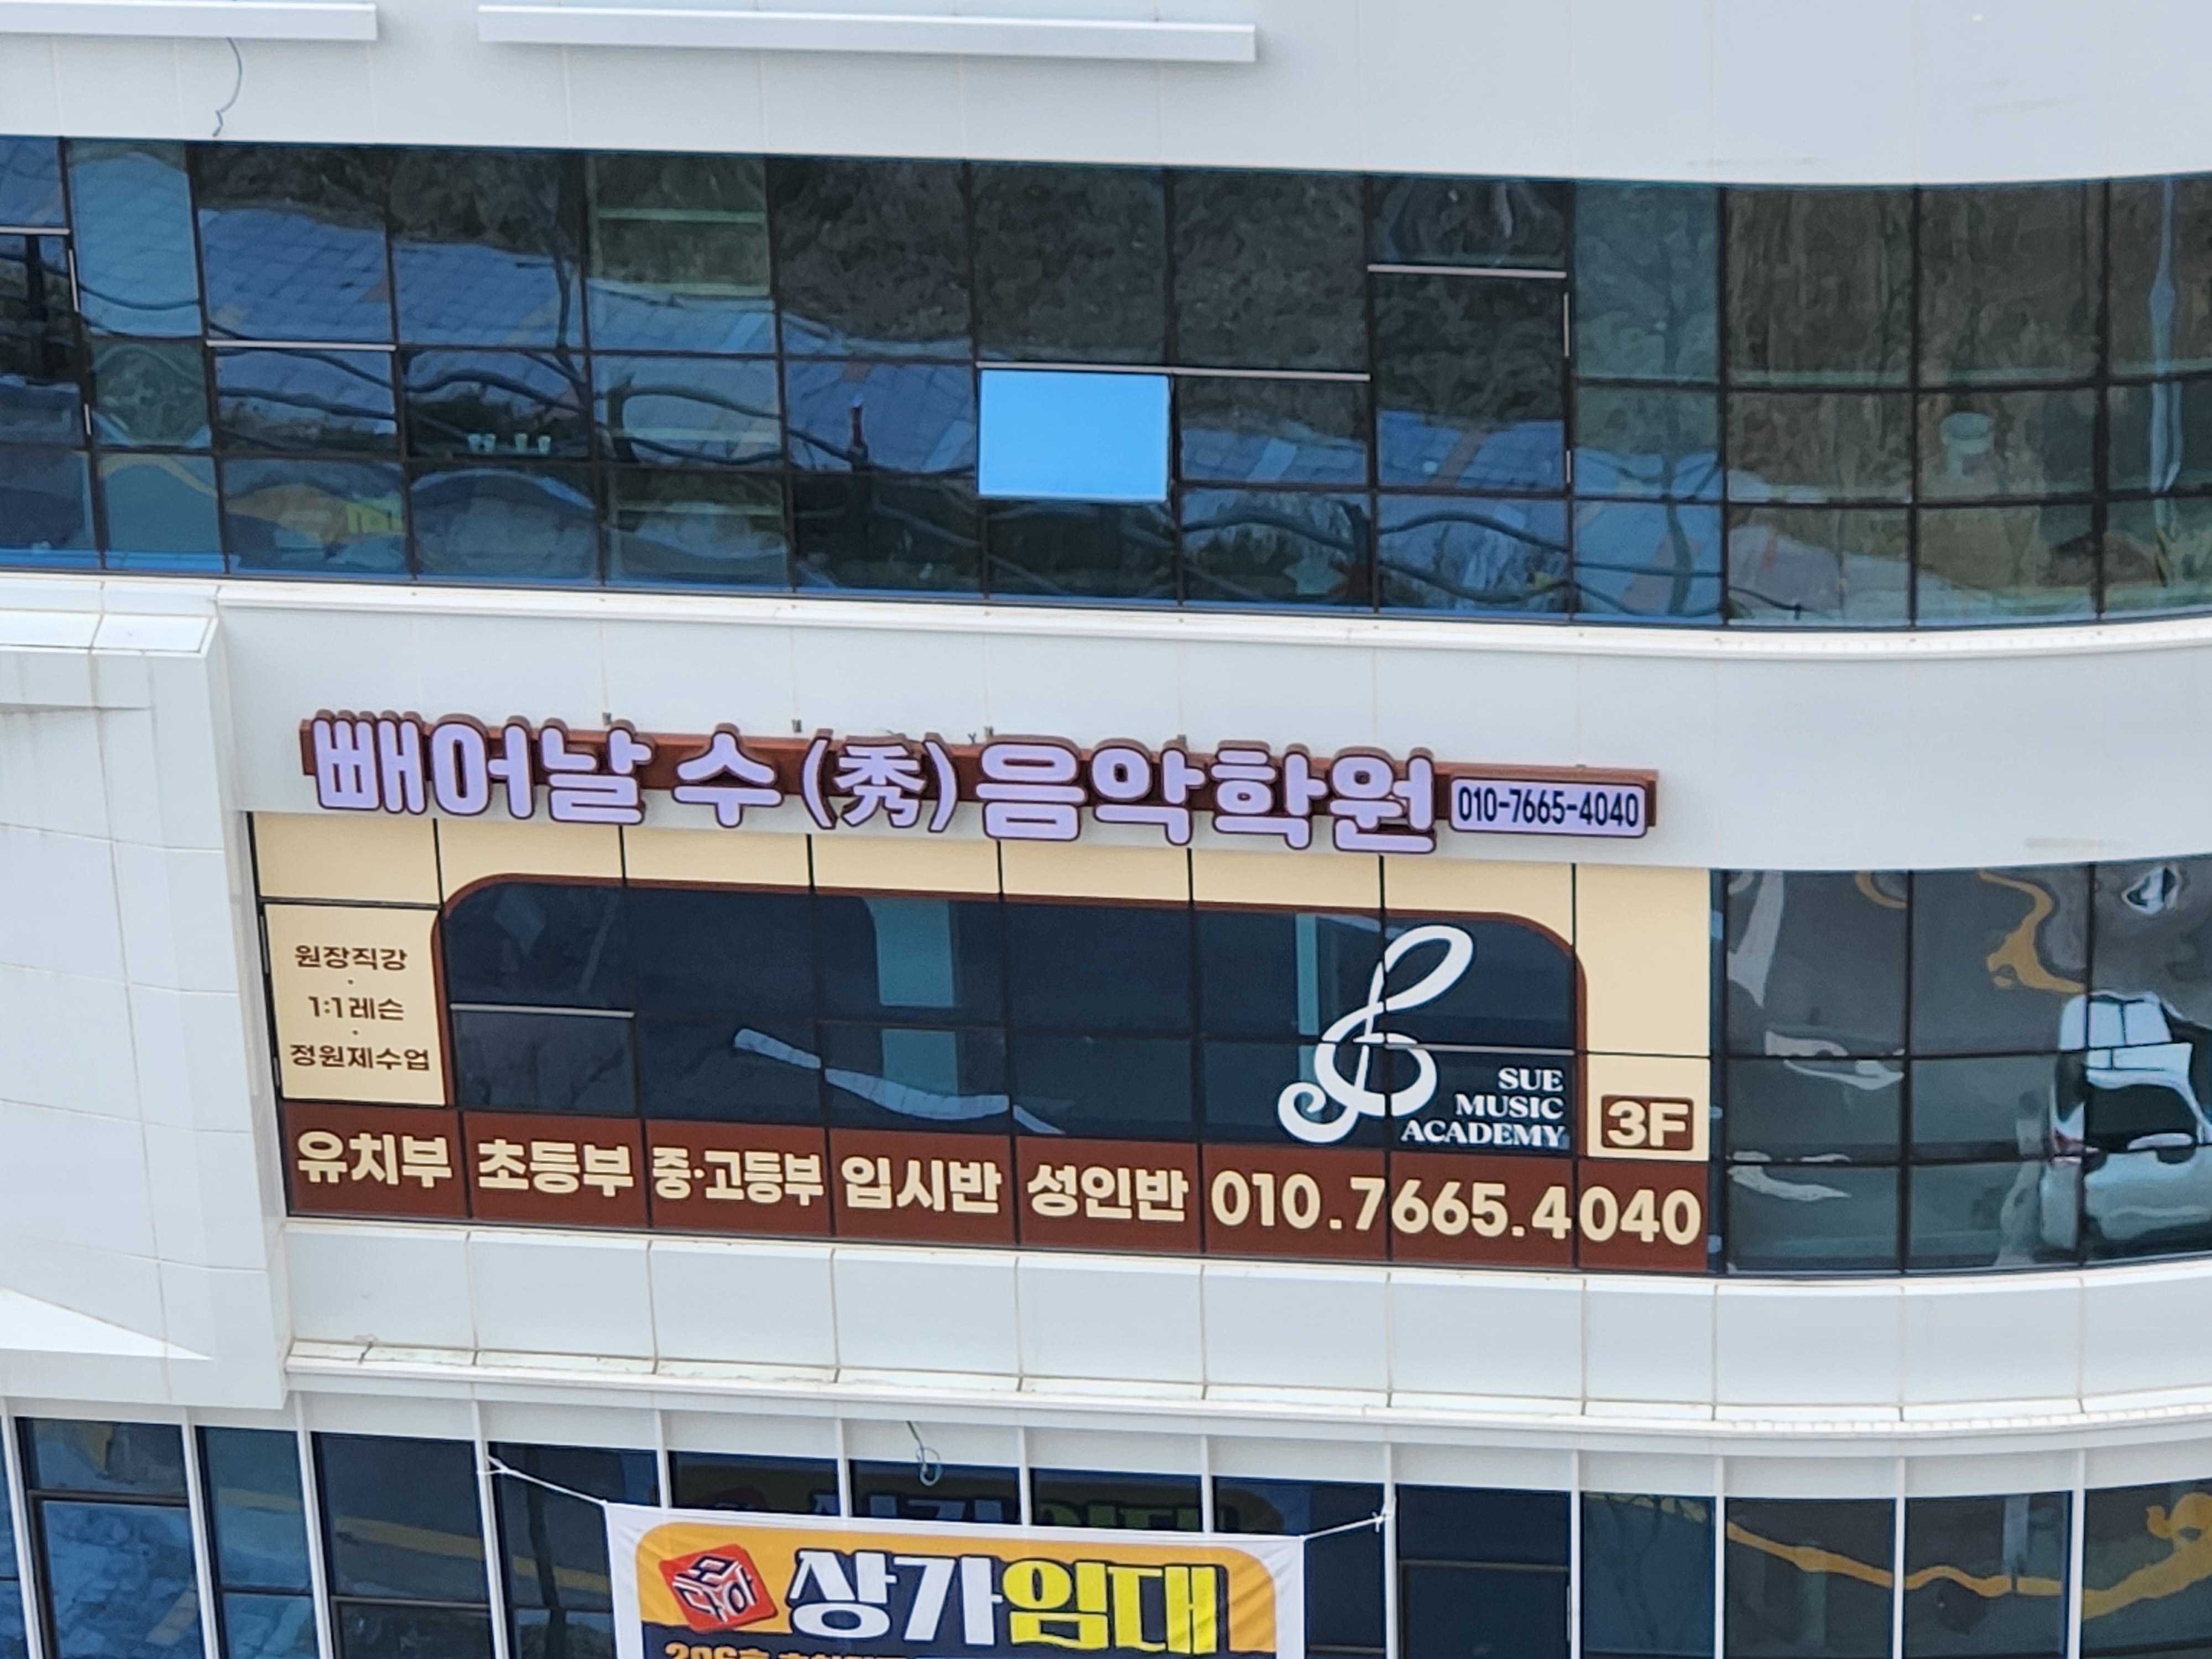 빼어날 수(秀)음악학원 010-7665-4040
원장직강
·
1:1레슨
·
정원제수업
SUE
MUSIC
ACADEMY
3F
유치부 초등부 중·고등부 입시반 성인반 010.7665.4040
상가임대